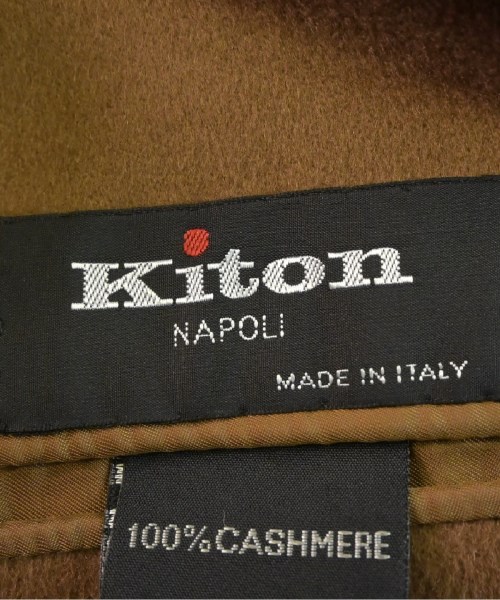 Kiton
NAPOLI
MADE IN ITALY
100%CASHMERE